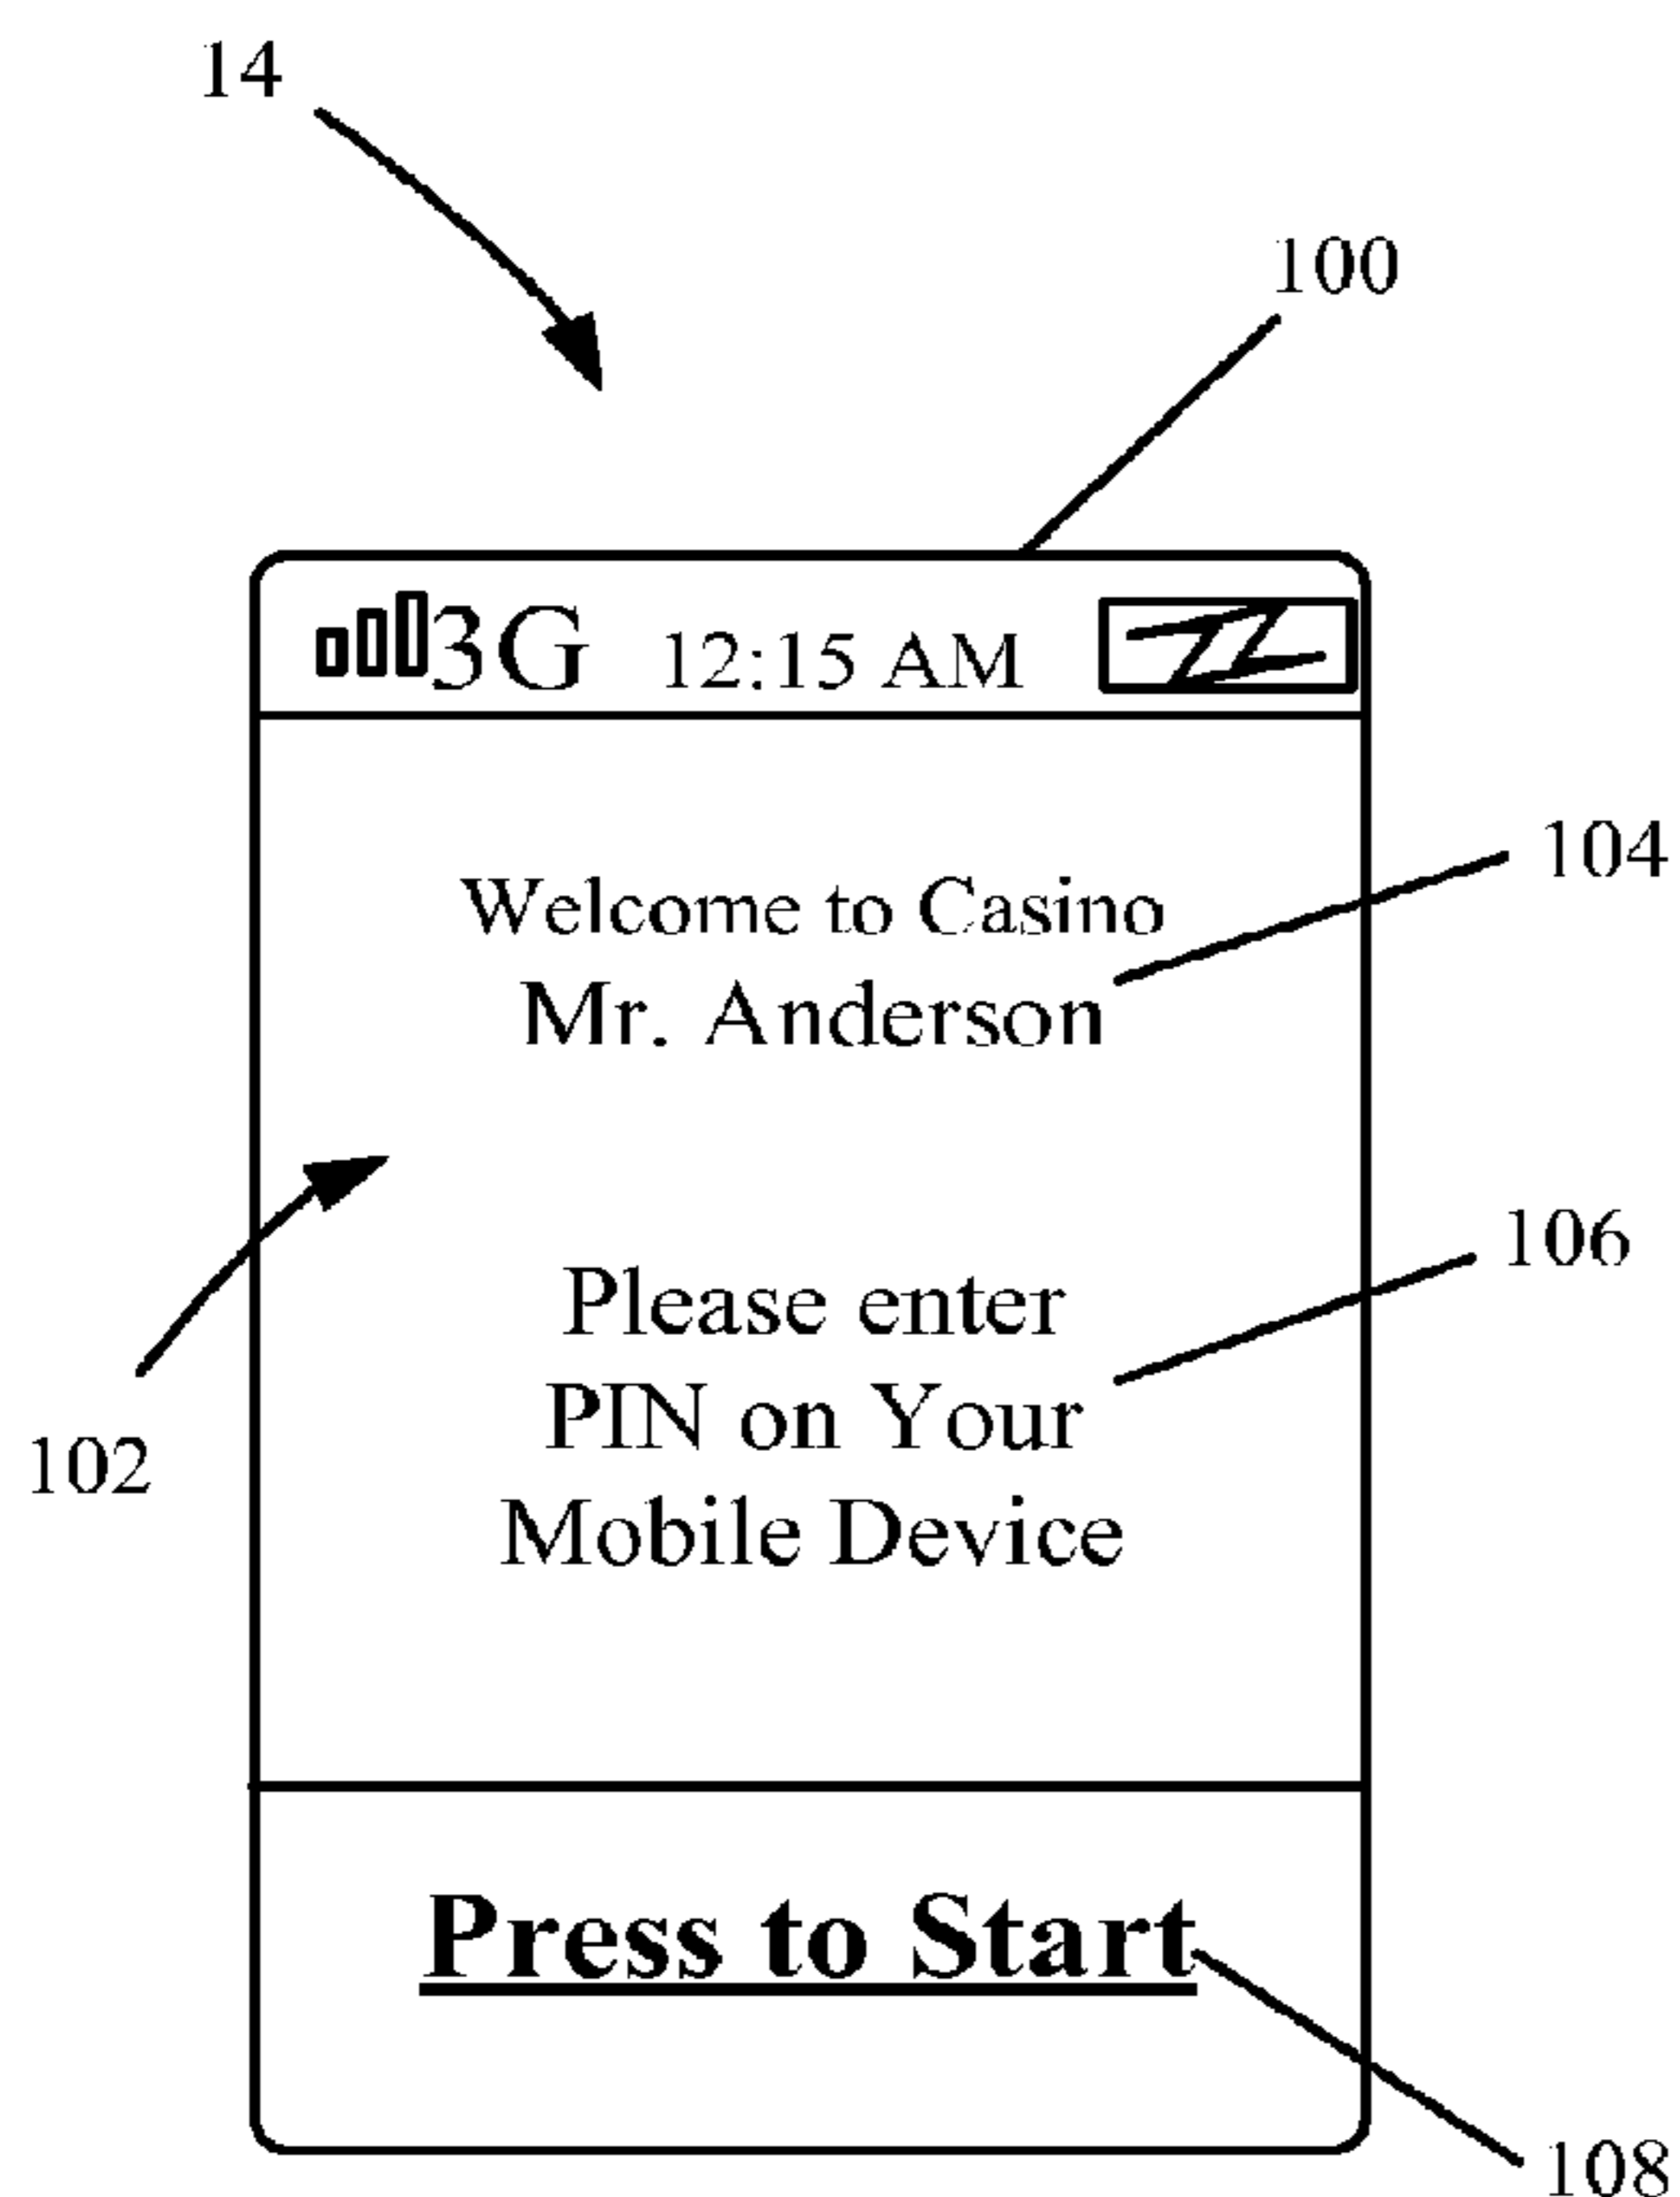 14
100
3G 12:15 AM
Welcome to Casino
104
Mr. Anderson
106
Please enter
PIN on Your
102
Mobile Device
Press to Start
108